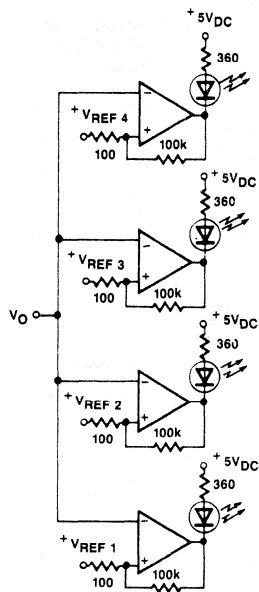 + 5VDC
360
+ VREF 4
100
100k
+ 5VDC
360
+ VREF 3
100
100k
VO
+ 5VDC
360
+ VREF 2
100
100k
+ 5VDC
360
+ VREF 1
100
100k